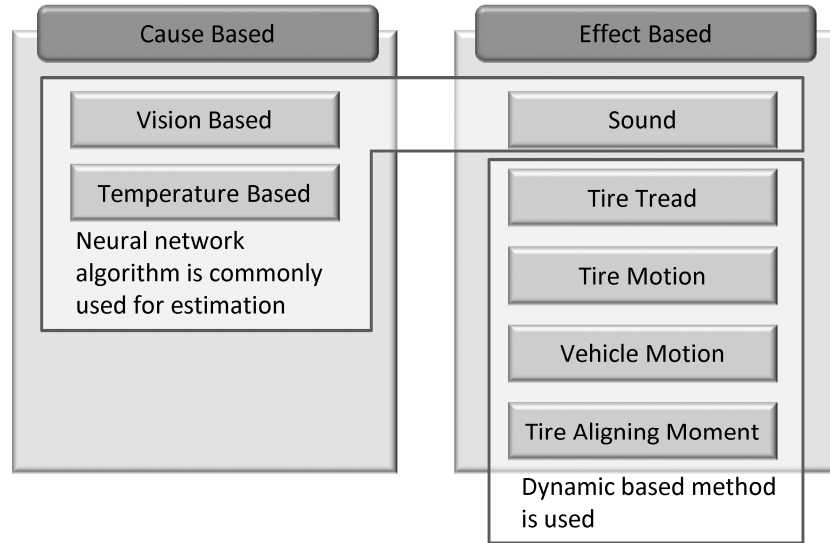 Cause Based
Vision Based
Temperature Based
Neural network
algorithm is commonly
used for estimation
Effect Based
Sound
Tire Tread
Tire Motion
Vehicle Motion
Tire Aligning Moment
Dynamic based method
is used